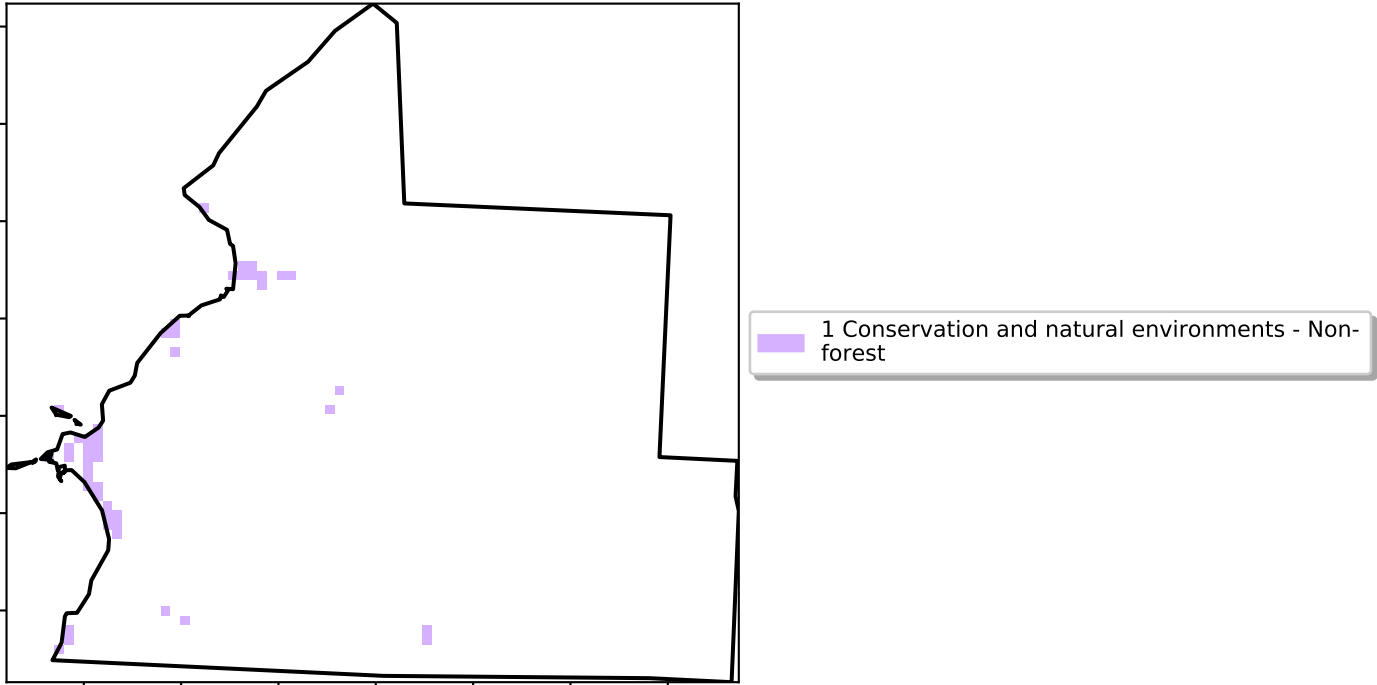 1 Conservation and natural environments - Non-
forest